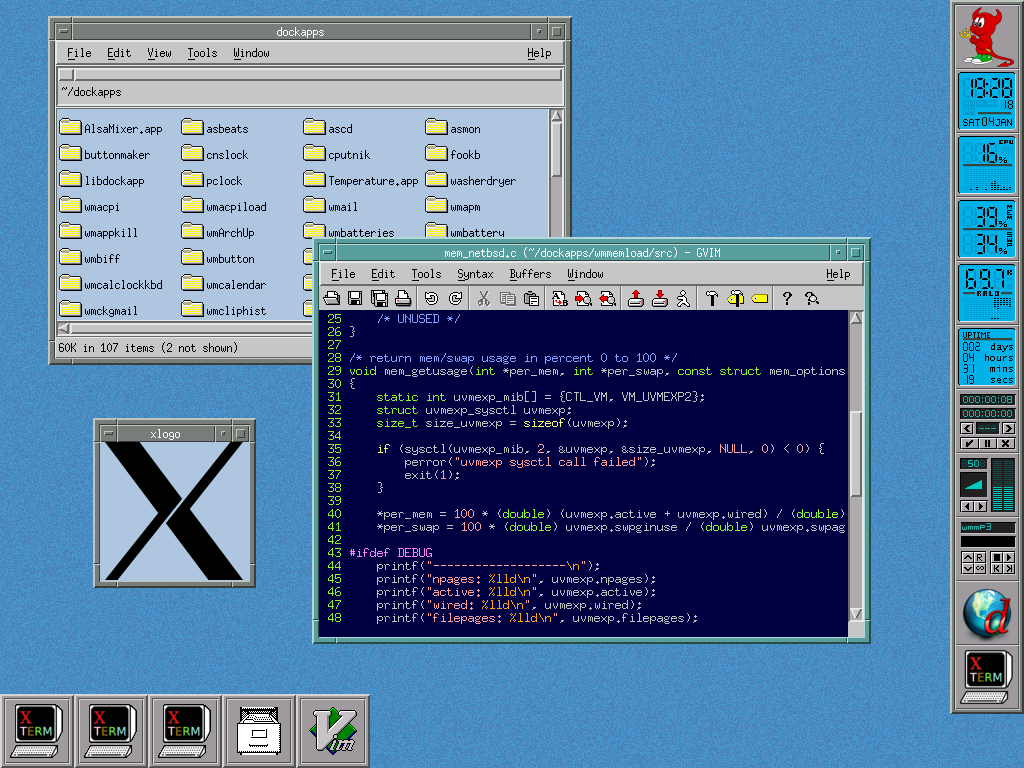 dockapps
File Edit View Tools Window Help
~/dockapps
AlsaMixer.app asbeats ascd asmon
buttonmaker cnslock cputnik fookb
libdockapp pclock Temperature.app washerdryer
wmacpi wmacpiload wmail wmapm
wmappkill wmArchUp wmbatteries wmbattery
wmbiff wmbutton
wmcalclockkbd wmcalendar
wmckgmail wmcliphist
60K in 107 items (2 not shown)
xlogo
mem_netbsd.c (~/dockapps/wmmemload/src) - GVIM
File Edit Tools Syntax Buffers Window Help
25 /* UNUSED */
26 }
27
28 /* return mem/swap usage in percent 0 to 100 */
29 void mem_getusage(int *per_mem, int *per_swap, const struct mem_options
30 {
31 static int uvmexp_mib[] = {CTL_VM, VM_UVMEXP2};
32 struct uvmexp_sysctl uvmexp;
33 size_t size_uvmexp = sizeof(uvmexp);
34
35 if (sysctl(uvmexp_mib, 2, &uvmexp, &size_uvmexp, NULL, 0) < 0) {
36 perror("uvmexp sysctl call failed");
37 exit(1);
38 }
39
40 *per_mem = 100 * (double) (uvmexp.active + uvmexp.wired) / (double)
41 *per_swap = 100 * (double) uvmexp.swpginuse / (double) uvmexp.swpag
42
43 #ifdef DEBUG
44 printf("-------------------\n");
45 printf("npages: %lld\n", uvmexp.npages);
46 printf("active: %lld\n", uvmexp.active);
47 printf("wired: %lld\n", uvmexp.wired);
48 printf("filepages: %lld\n", uvmexp.filepages);
19:28
18
SAT04JAN
CPU
16%
39%
34%
69.7K
UPTIME
002 days
04 hours
31 mins
19 secs
000:00:08
000:00:00
50
wmmP3
R
K
d
X TERM
X TERM
X TERM
X TERM
Vim